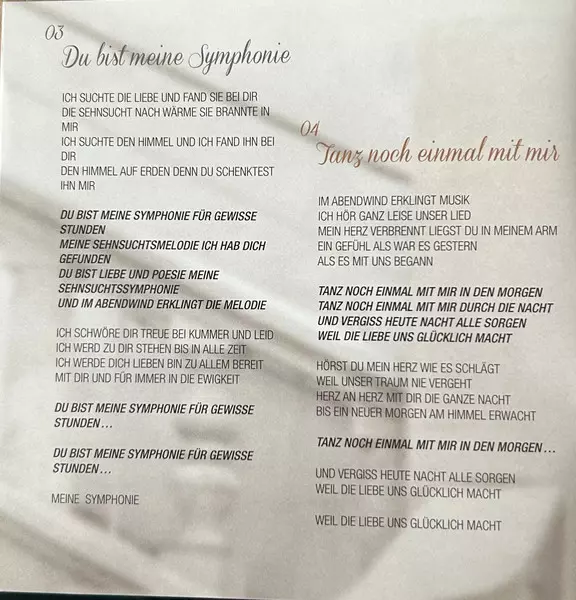 03
Du bist meine Symphonie
ICH SUCHTE DIE LIEBE UND FAND SIE BEI DIR
DIE SEHNSUCHT NACH WÄRME SIE BRANNTE IN
MIR
ICH SUCHTE DEN HIMMEL UND ICH FAND IHN BEI
DIR
DEN HIMMEL AUF ERDEN DENN DU SCHENKTEST
IHN MIR
DU BIST MEINE SYMPHONIE FÜR GEWISSE
STUNDEN
MEINE SEHNSUCHTSMELODIE ICH HAB DICH
GEFUNDEN
DU BIST LIEBE UND POESIE MEINE
SEHNSUCHTSSYMPHONIE
UND IM ABENDWIND ERKLINGT DIE MELODIE
ICH SCHWÖRE DIR TREUE BEI KUMMER UND LEID
ICH WERD ZU DIR STEHEN BIS IN ALLE ZEIT
ICH WERDE DICH LIEBEN BIN ZU ALLEM BEREIT
MIT DIR UND FÜR IMMER IN DIE EWIGKEIT
DU BIST MEINE SYMPHONIE FÜR GEWISSE
STUNDEN...
DU BIST MEINE SYMPHONIE FÜR GEWISSE
STUNDEN...
MEINE SYMPHONIE
04
Tanz noch einmal mit mir
IM ABENDWIND ERKLINGT MUSIK
ICH HÖR GANZ LEISE UNSER LIED
MEIN HERZ VERBRENNT LIEGST DU IN MEINEM ARM
EIN GEFÜHL ALS WAR ES GESTERN
ALS ES MIT UNS BEGANN
TANZ NOCH EINMAL MIT MIR IN DEN MORGEN
TANZ NOCH EINMAL MIT MIR DURCH DIE NACHT
UND VERGISS HEUTE NACHT ALLE SORGEN
WEIL DIE LIEBE UNS GLÜCKLICH MACHT
HÖRST DU MEIN HERZ WIE ES SCHLÄGT
WEIL UNSER TRAUM NIE VERGEHT
HERZ AN HERZ MIT DIR DIE GANZE NACHT
BIS EIN NEUER MORGEN AM HIMMEL ERWACHT
TANZ NOCH EINMAL MIT MIR IN DEN MORGEN...
UND VERGISS HEUTE NACHT ALLE SORGEN
WEIL DIE LIEBE UNS GLÜCKLICH MACHT
WEIL DIE LIEBE UNS GLÜCKLICH MACHT